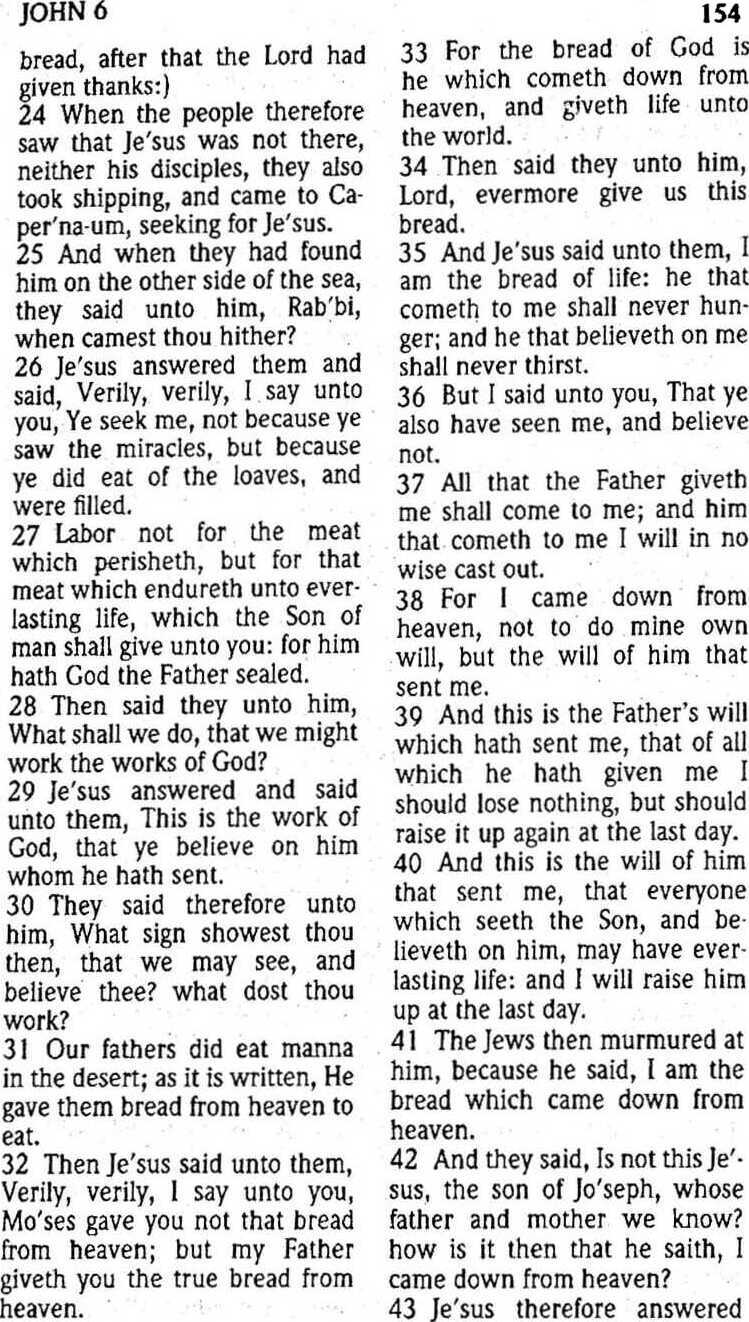 JOHN 6
154
bread, after that the Lord had
given thanks:)
24 When the people therefore
saw that Je'sus was not there,
neither his disciples, they also
took shipping, and came to Ca-
per'na-um, seeking for Je'sus.
25 And when they had found
him on the other side of the sea,
they said unto him, Rab'bi,
when camest thou hither?
26 Je'sus answered them and
said, Verily, verily, I say unto
you, Ye seek me, not because ye
saw the miracles, but because
ye did eat of the loaves, and
were filled.
27 Labor not for the meat
which perisheth, but for that
meat which endureth unto ever-
lasting life, which the Son of
man shall give unto you: for him
hath God the Father sealed.
28 Then said they unto him,
What shall we do, that we might
work the works of God?
29 Je'sus answered and said
unto them, This is the work of
God, that ye believe on him
whom he hath sent.
30 They said therefore unto
him, What sign showest thou
then, that we may see, and
believe thee? what dost thou
work?
31 Our fathers did eat manna
in the desert; as it is written, He
gave them bread from heaven to
eat.
32 Then Je'sus said unto them,
Verily, verily, I say unto you,
Mo'ses gave you not that bread
from heaven; but my Father
giveth you the true bread from
heaven.
33 For the bread of God is
he which cometh down from
heaven, and giveth life unto
the world.
34 Then said they unto him,
Lord, evermore give us this
bread.
35 And Je'sus said unto them, I
am the bread of life: he that
cometh to me shall never hun-
ger; and he that believeth on me
shall never thirst.
36 But I said unto you, That ye
also have seen me, and believe
not.
37 All that the Father giveth
me shall come to me; and him
that cometh to me I will in no
wise cast out.
38 For I came down from
heaven, not to do mine own
will, but the will of him that
sent me.
39 And this is the Father's will
which hath sent me, that of all
which he hath given me I
should lose nothing, but should
raise it up again at the last day.
40 And this is the will of him
that sent me, that everyone
which seeth the Son, and be-
lieveth on him, may have ever-
lasting life: and I will raise him
up at the last day.
41 The Jews then murmured at
him, because he said, I am the
bread which came down from
heaven.
42 And they said, Is not this Je'-
sus, the son of Jo'seph, whose
father and mother we know?
how is it then that he saith, I
came down from heaven?
43 Je'sus therefore answered